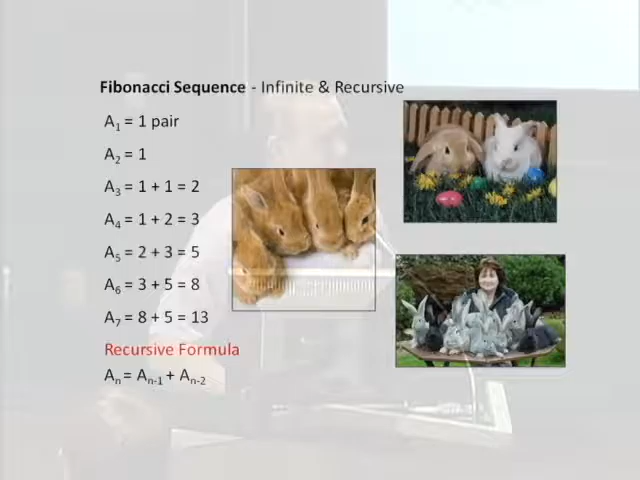 Fibonacci Sequence - Infinite & Recursive
A₁ = 1 pair
A₂ = 1
A₃ = 1 + 1 = 2
A₄ = 1 + 2 = 3
A₅ = 2 + 3 = 5
A₆ = 3 + 5 = 8
A₇ = 8 + 5 = 13
Recursive Formula
Aₙ = Aₙ₋₁ + Aₙ₋₂